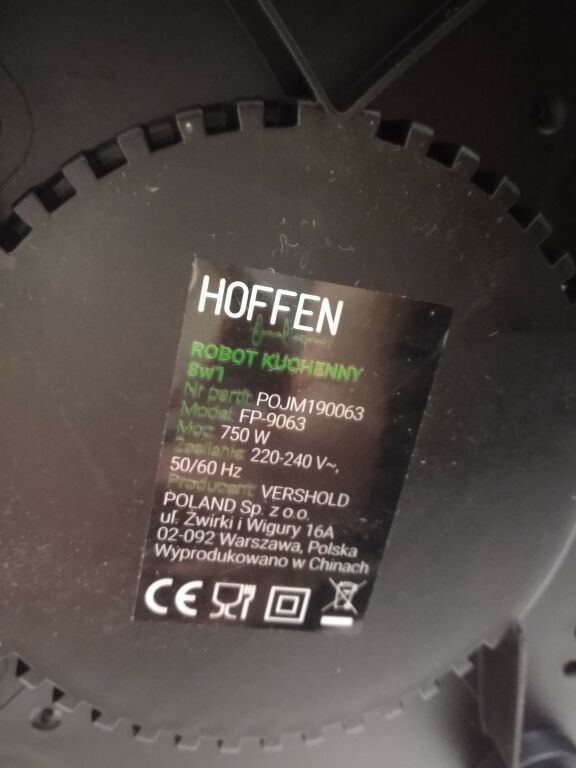 HOFFEN
ROBOT KUCHENNY
8w1
Nr partii: POJM190063
Model: FP-9063
Moc: 750 W
Zasilanie: 220-240 V~,
50/60 Hz
Producent: VERSHOLD
POLAND Sp. z o.o.
ul. Żwirki i Wigury 16A
02-092 Warszawa, Polska
Wyprodukowano w Chinach
CE